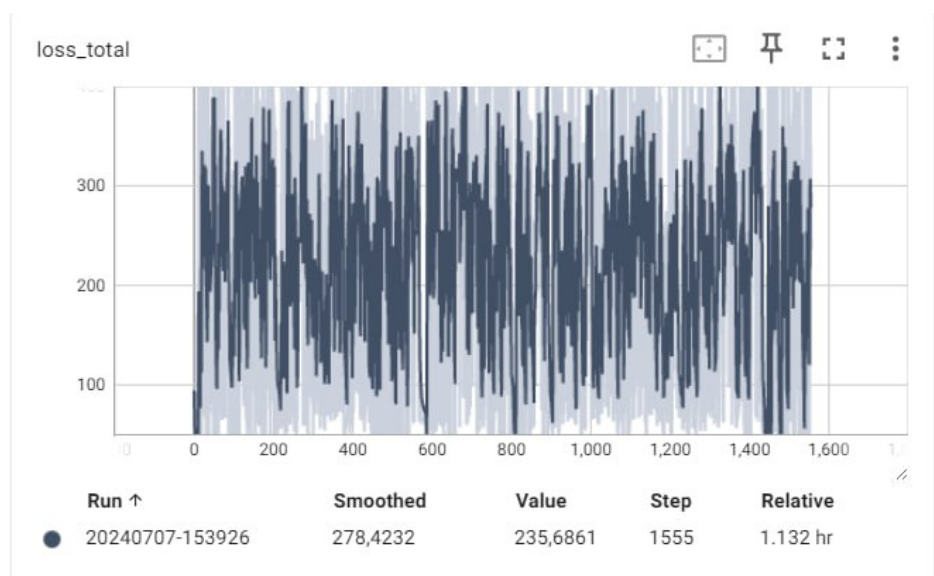 loss_total
300
200
100
0 200 400 600 800 1,000 1,200 1,400 1,600
Run ↑ Smoothed Value Step Relative
20240707-153926 278,4232 235,6861 1555 1.132 hr